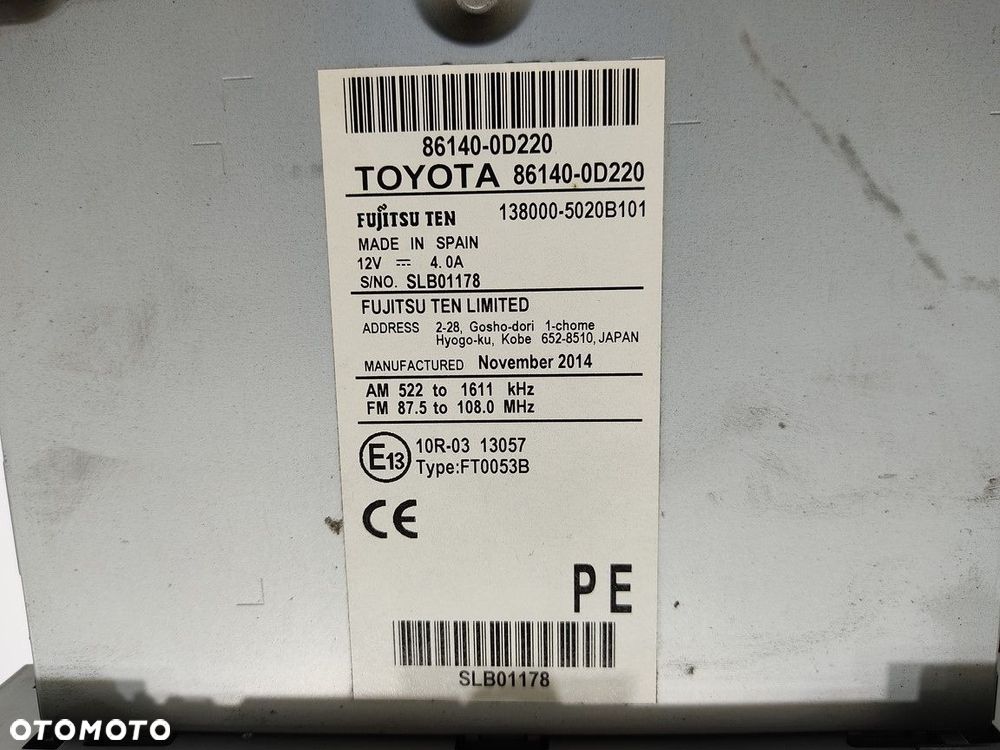 86140-0D220
TOYOTA 86140-0D220
FUJITSU TEN 138000-5020B101
MADE IN SPAIN
12V ⎓ 4.0A
S/NO. SLB01178
FUJITSU TEN LIMITED
ADDRESS 2-28, Gosho-dori 1-chome
Hyogo-ku, Kobe 652-8510, JAPAN
MANUFACTURED November 2014
AM 522 to 1611 kHz
FM 87.5 to 108.0 MHz
E13 10R-03 13057
Type:FT0053B
CE
PE
SLB01178
OTOMOTO